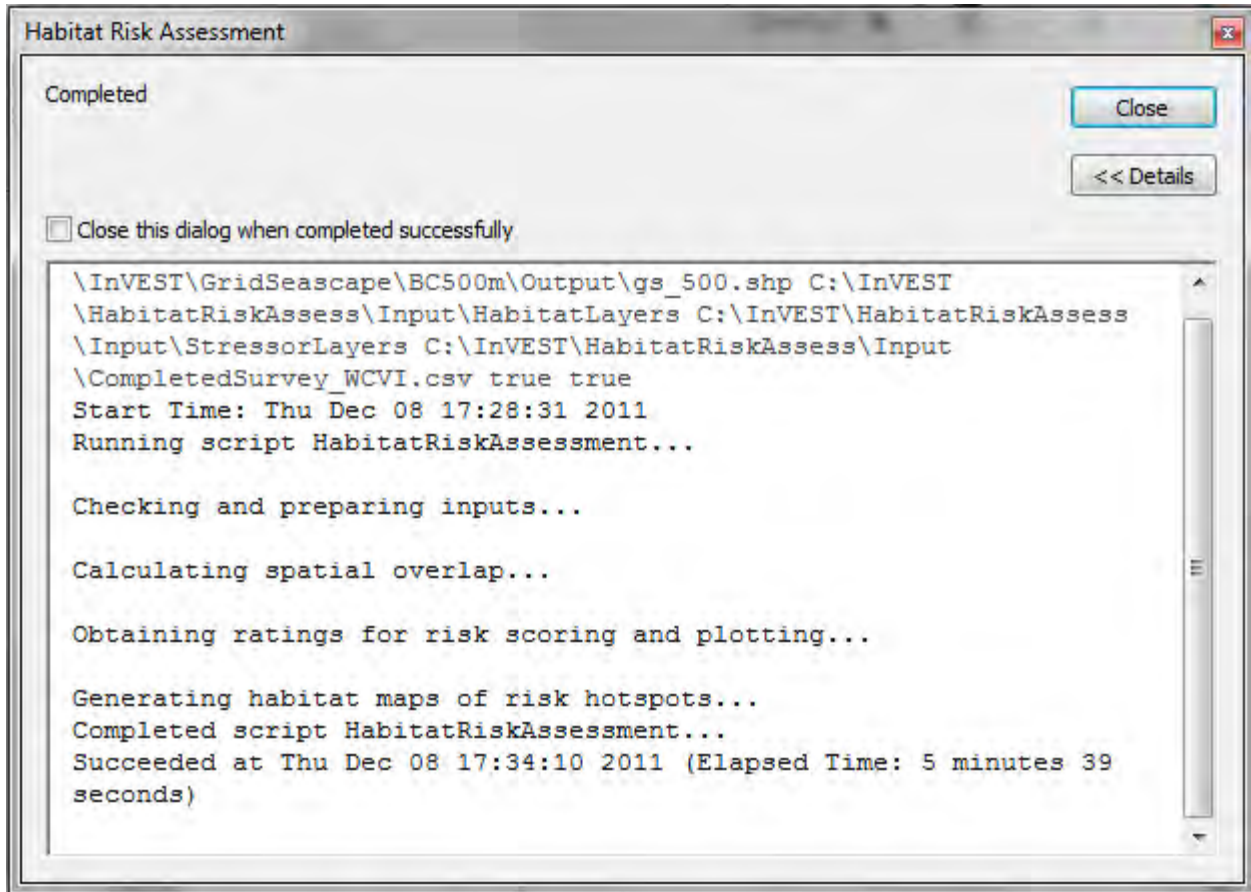 Habitat Risk Assessment
Completed
Close
<< Details
Close this dialog when completed successfully
\InVEST\GridSeascape\BC500m\Output\gs_500.shp C:\InVEST
\HabitatRiskAssess\Input\HabitatLayers C:\InVEST\HabitatRiskAssess
\Input\StressorLayers C:\InVEST\HabitatRiskAssess\Input
\CompletedSurvey_WCVI.csv true true
Start Time: Thu Dec 08 17:28:31 2011
Running script HabitatRiskAssessment...
Checking and preparing inputs...
Calculating spatial overlap...
Obtaining ratings for risk scoring and plotting...
Generating habitat maps of risk hotspots...
Completed script HabitatRiskAssessment...
Succeeded at Thu Dec 08 17:34:10 2011 (Elapsed Time: 5 minutes 39
seconds)